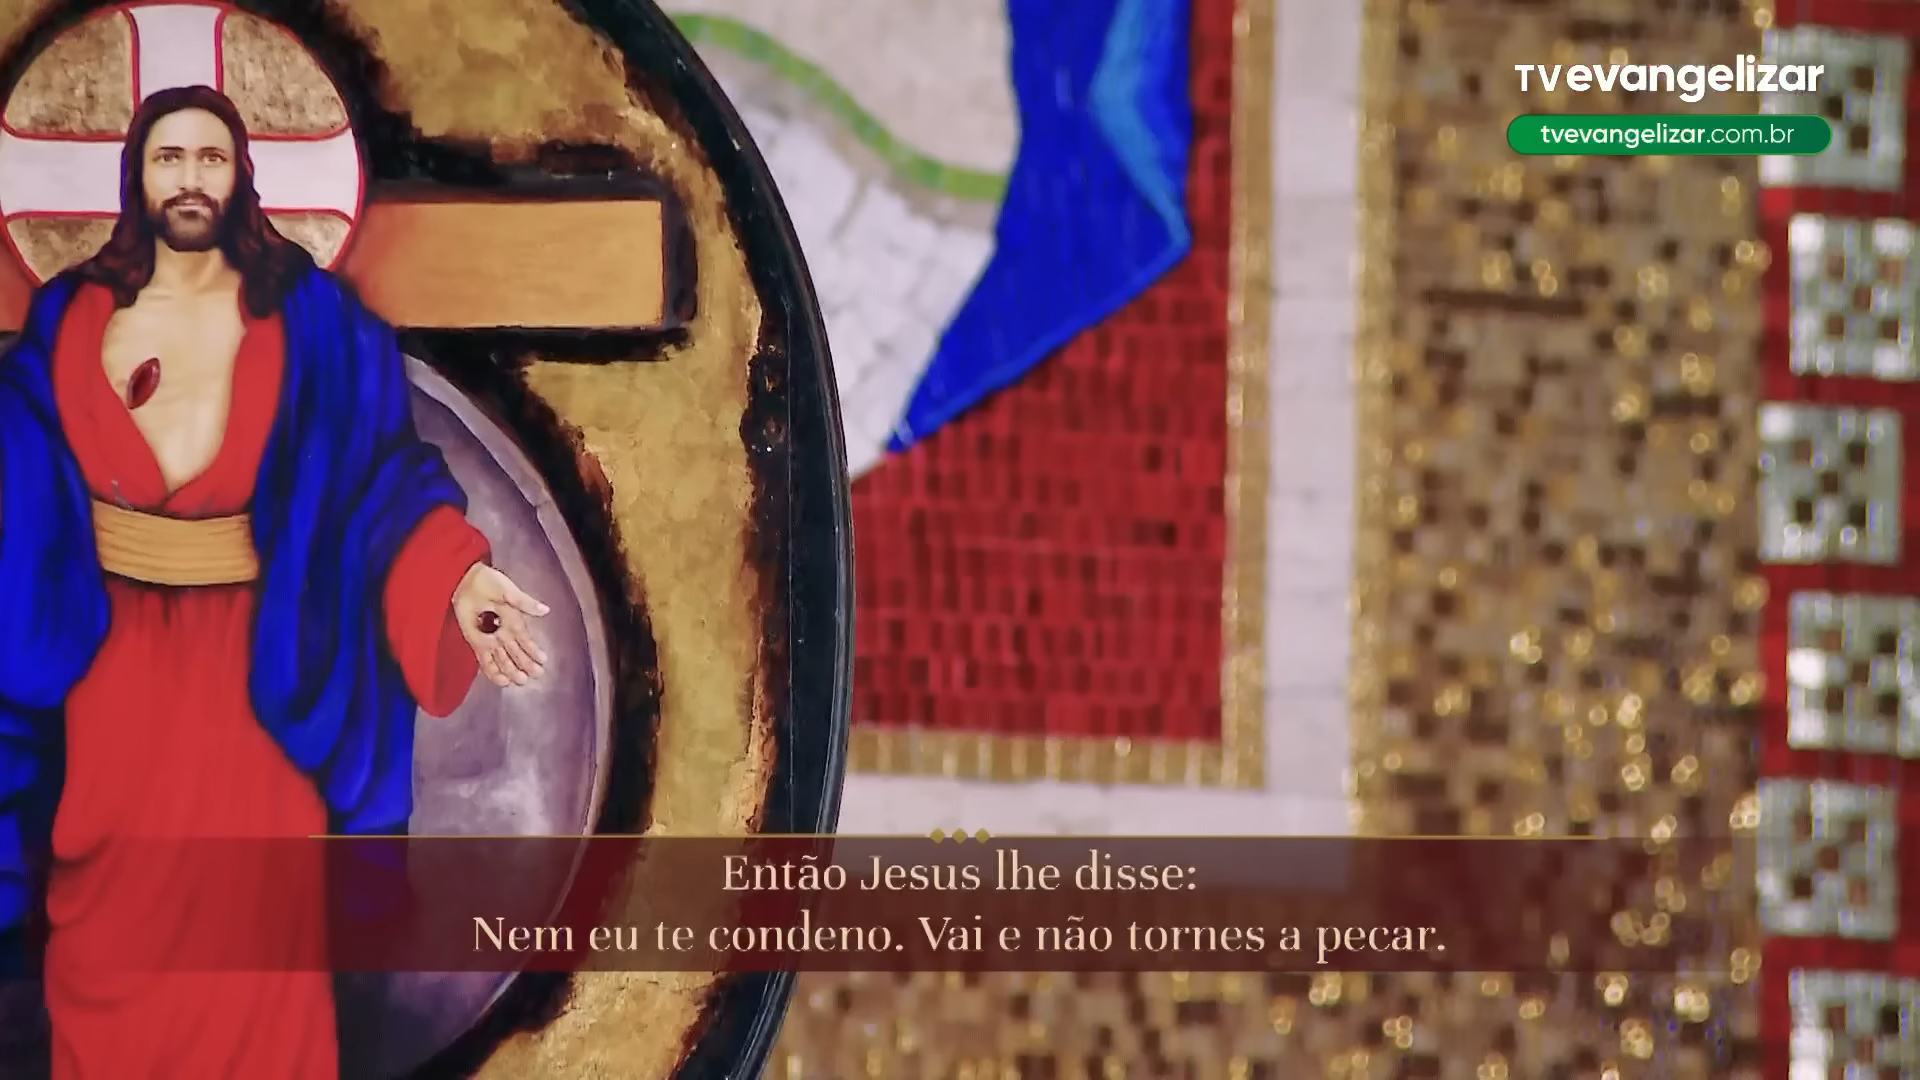 TVevangelizar
tvevangelizar.com.br
Então Jesus lhe disse:
Nem eu te condeno. Vai e não tornes a pecar.